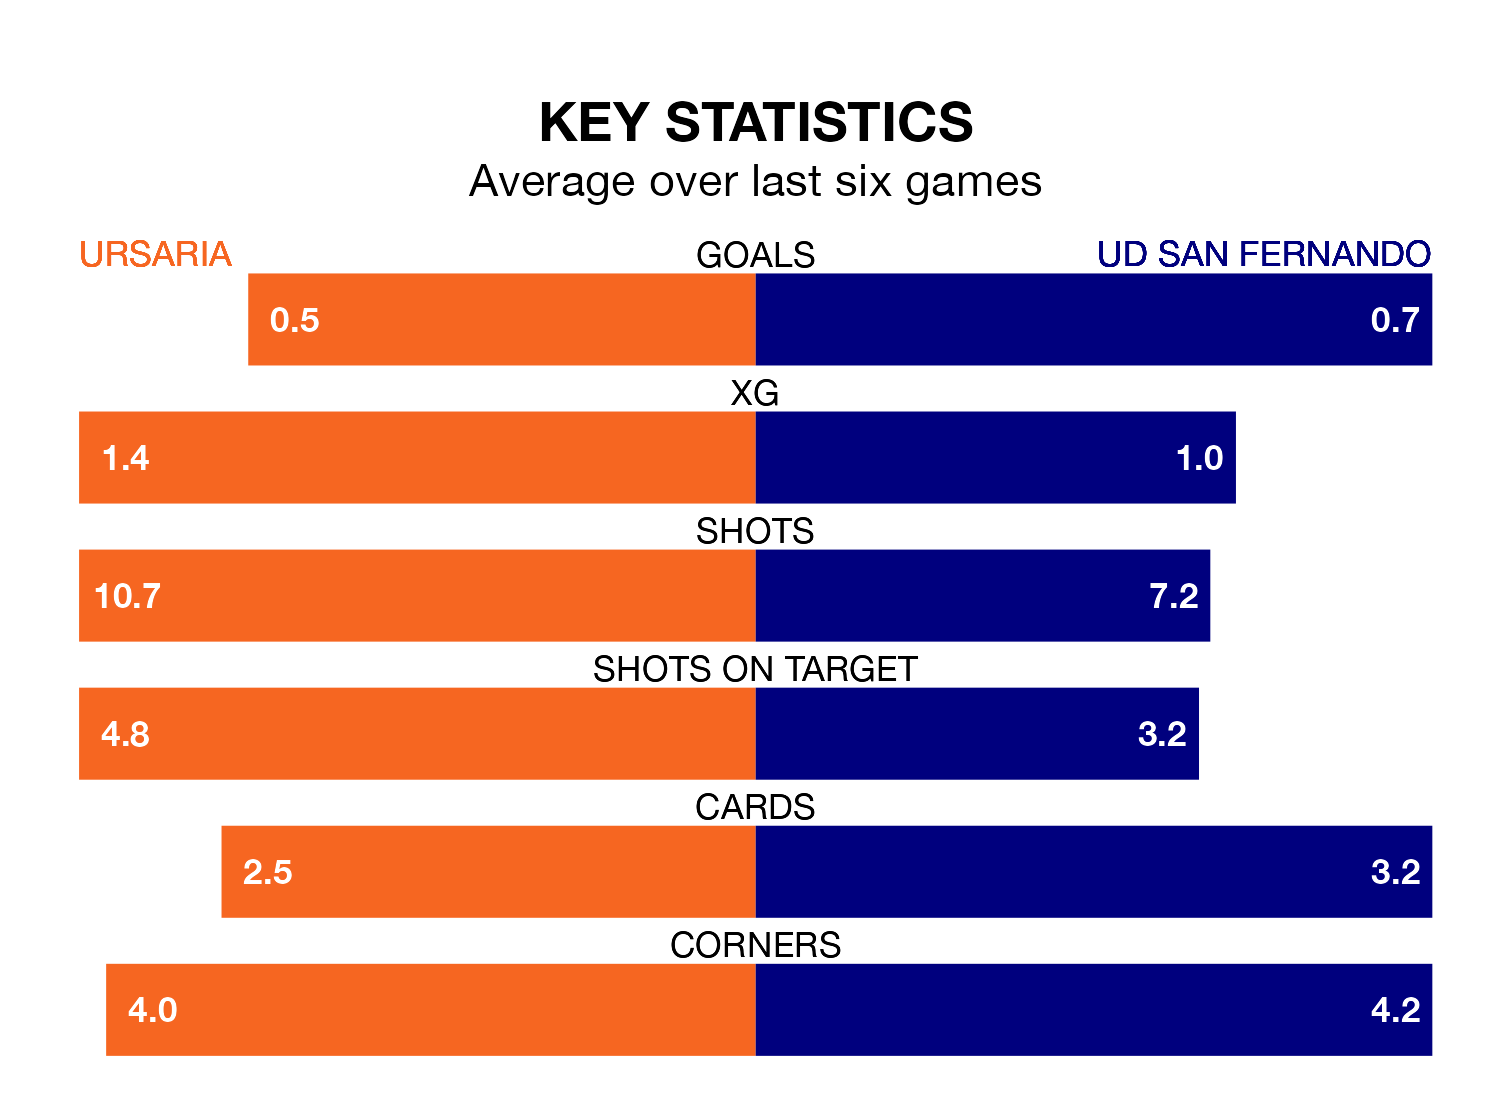 KEY STATISTICS
Average over last six games
URSARIA GOALS UD SAN FERNANDO
0.5 0.7
XG
1.4 1.0
SHOTS
10.7 7.2
SHOTS ON TARGET
4.8 3.2
CARDS
2.5 3.2
CORNERS
4.0 4.2